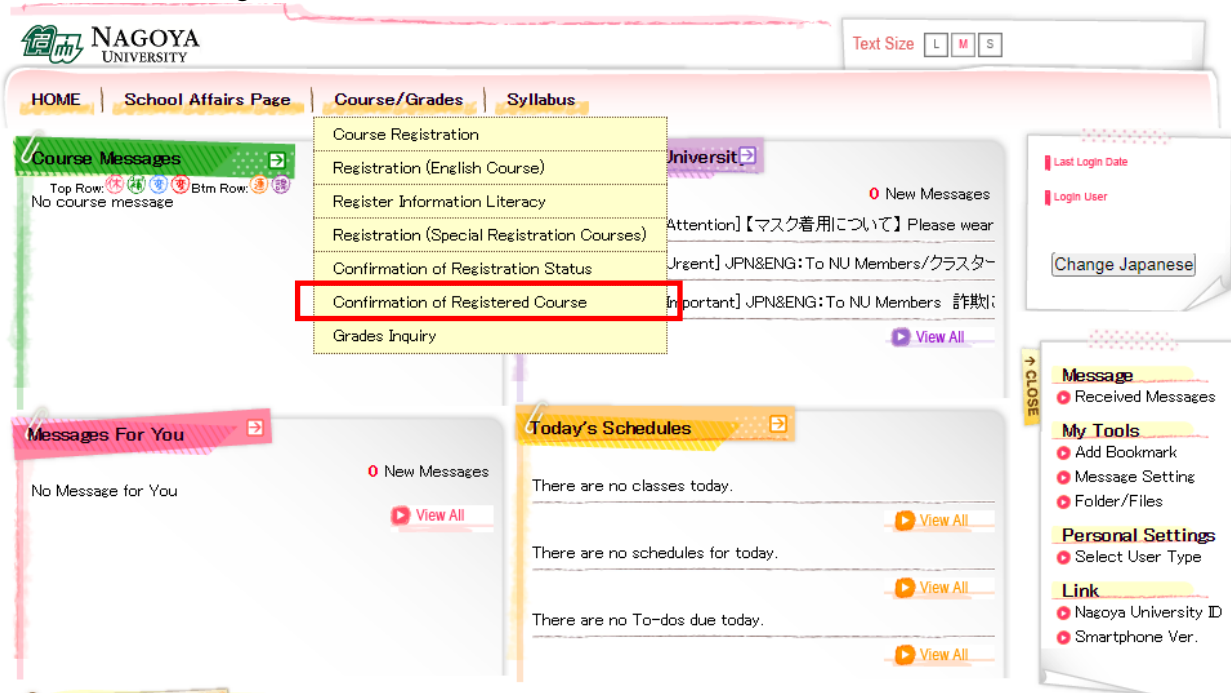 NAGOYA
UNIVERSITY
Text Size L M S
HOME School Affairs Page Course/Grades Syllabus
Course Registration
Registration (English Course)
Register Information Literacy
Registration (Special Registration Courses)
Confirmation of Registration Status
Confirmation of Registered Course
Grades Inquiry
Course Messages
Top Row: 休 補 変 Btm Row: 連 課
No course message
Universit
0 New Messages
Attention]【マスク着用について】Please wear
Urgent] JPN&ENG:To NU Members/クラスター
Important] JPN&ENG:To NU Members 詐欺に
View All
Messages For You
0 New Messages
No Message for You
View All
Today's Schedules
There are no classes today.
View All
There are no schedules for today.
View All
There are no To-dos due today.
View All
Last Login Date
Login User
Change Japanese
↑ CLOSE
Message
Received Messages
My Tools
Add Bookmark
Message Setting
Folder/Files
Personal Settings
Select User Type
Link
Nagoya University ID
Smartphone Ver.